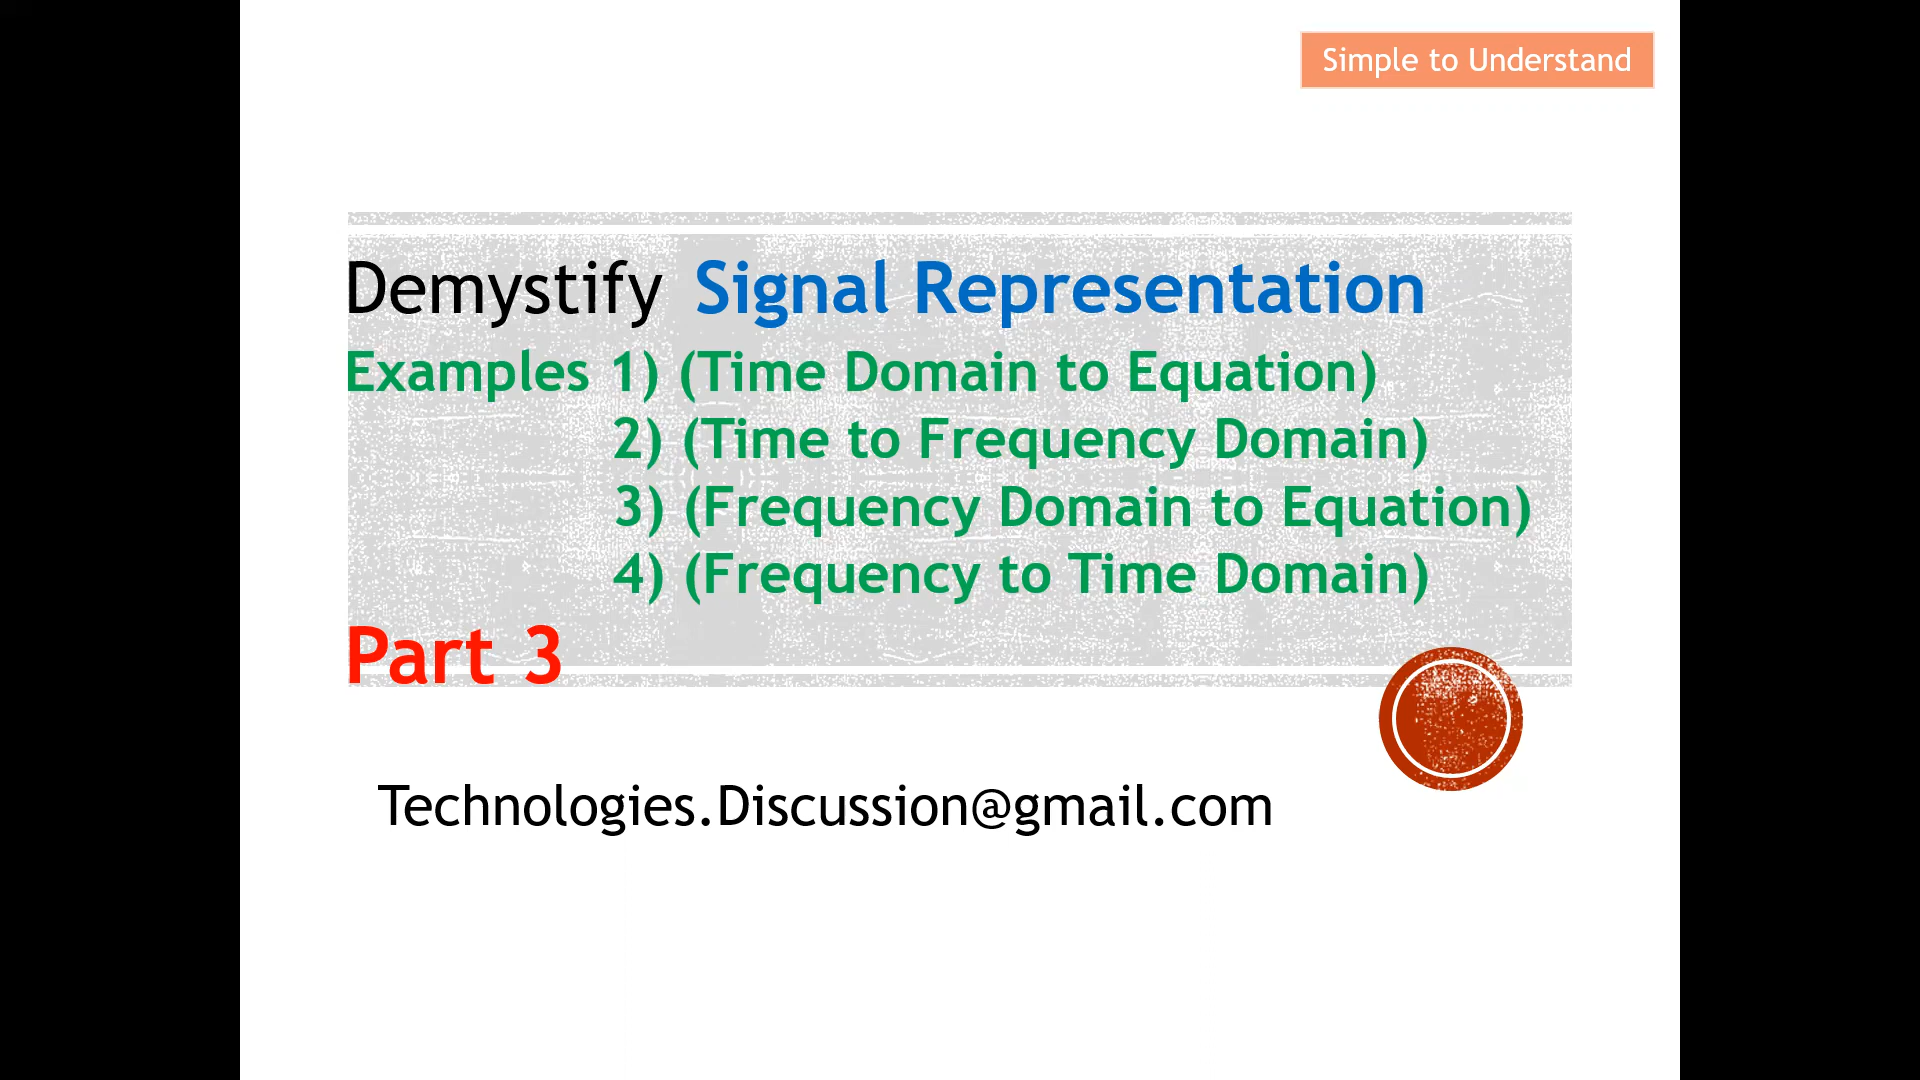 Simple to Understand
Demystify Signal Representation
Examples 1) (Time Domain to Equation)
2) (Time to Frequency Domain)
3) (Frequency Domain to Equation)
4) (Frequency to Time Domain)
Part 3
Technologies.Discussion@gmail.com